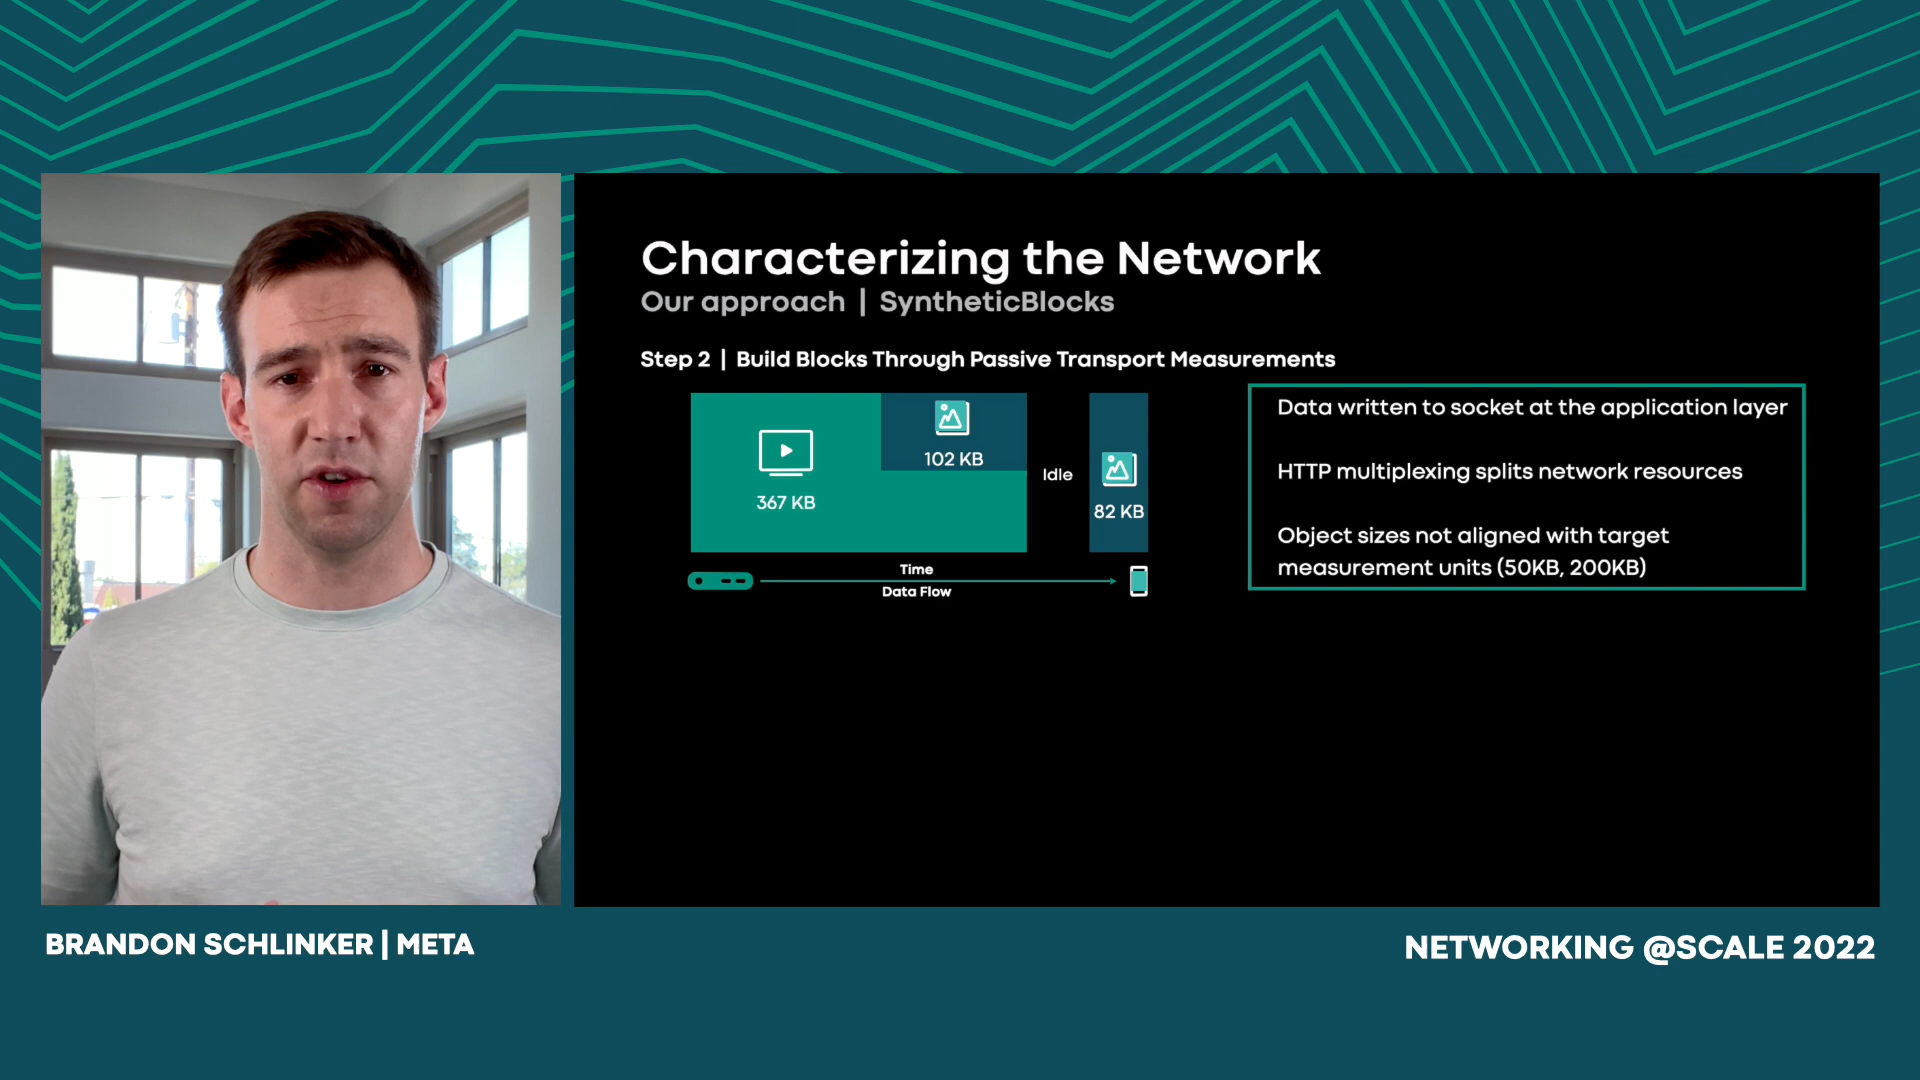 Characterizing the Network
Our approach | SyntheticBlocks
Step 2 | Build Blocks Through Passive Transport Measurements
367 KB
102 KB
Idle
82 KB
Time
Data Flow
Data written to socket at the application layer
HTTP multiplexing splits network resources
Object sizes not aligned with target
measurement units (50KB, 200KB)
BRANDON SCHLINKER | META
NETWORKING @SCALE 2022